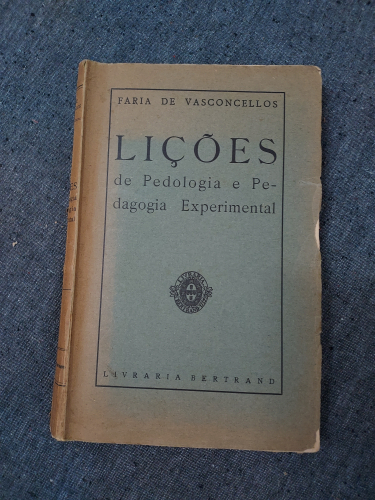 FARIA DE VASCONCELLOS
LIÇÕES
de Pedologia e Pe-
dagogia Experimental
LIVRARIA BERTRAND